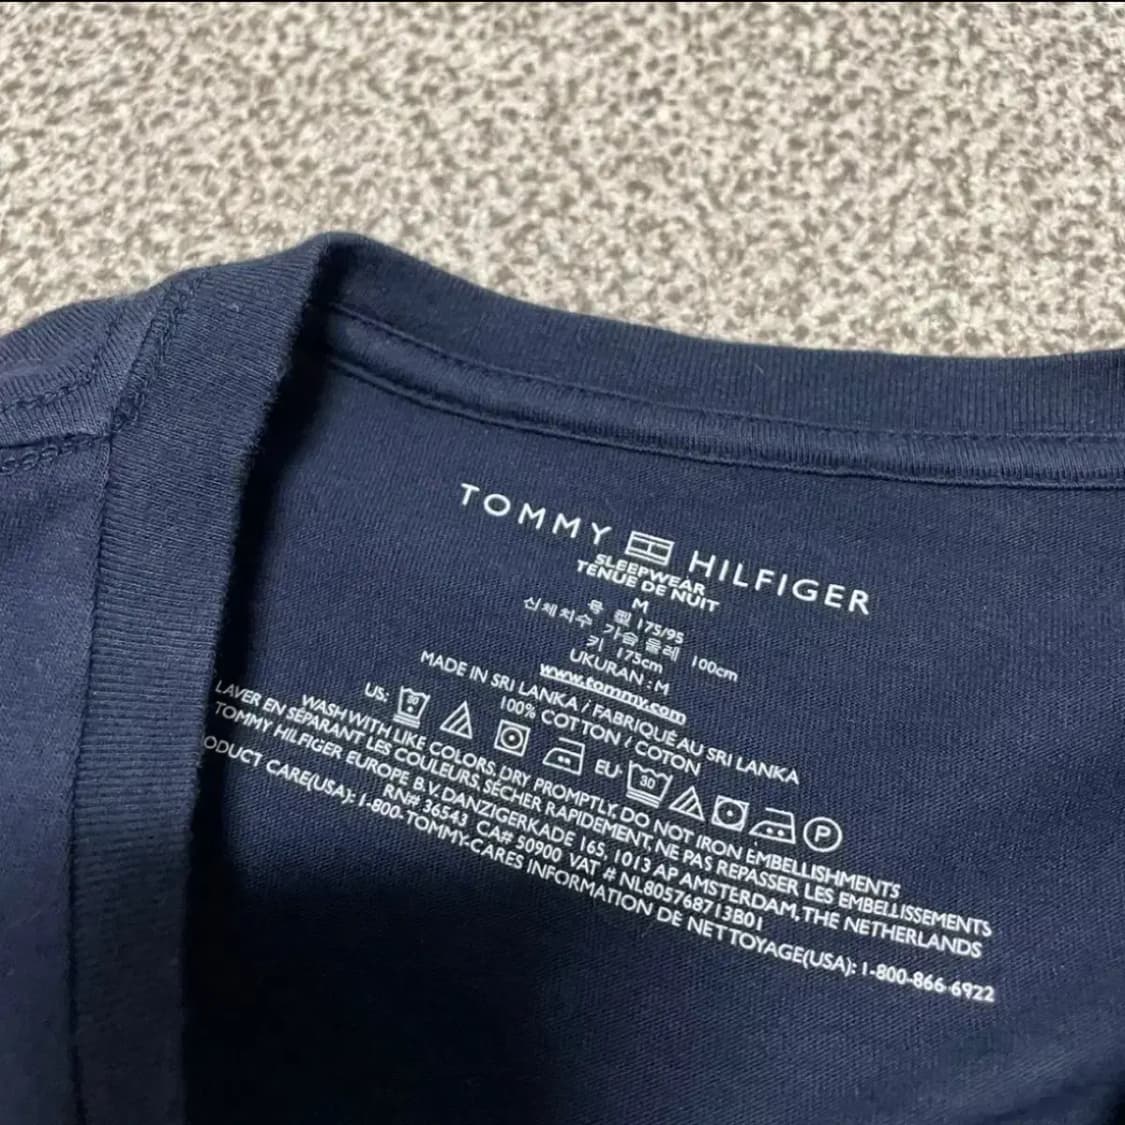 TOMMY HILFIGER
SLEEPWEAR
TENUE DE NUIT
M
175/95
신체치수 가슴둘레 100cm
키 175cm
UKURAN : M
www.tommy.com
MADE IN SRI LANKA / FABRIQUÉ AU SRI LANKA
100% COTTON / COTON
US: 30 EU: 30 P
WASH WITH LIKE COLORS, DRY PROMPTLY, DO NOT IRON EMBELLISHMENTS
LAVER EN SÉPARANT LES COULEURS, SÉCHER RAPIDEMENT, NE PAS REPASSER LES EMBELLISSEMENTS
TOMMY HILFIGER EUROPE B.V. DANZIGERKADE 165, 1013 AP AMSTERDAM, THE NETHERLANDS
RN# 36543 CA# 50900 VAT # NL805768713B01
ODUCT CARE(USA): 1-800-TOMMY-CARES INFORMATION DE NETTOYAGE(USA): 1-800-866-6922